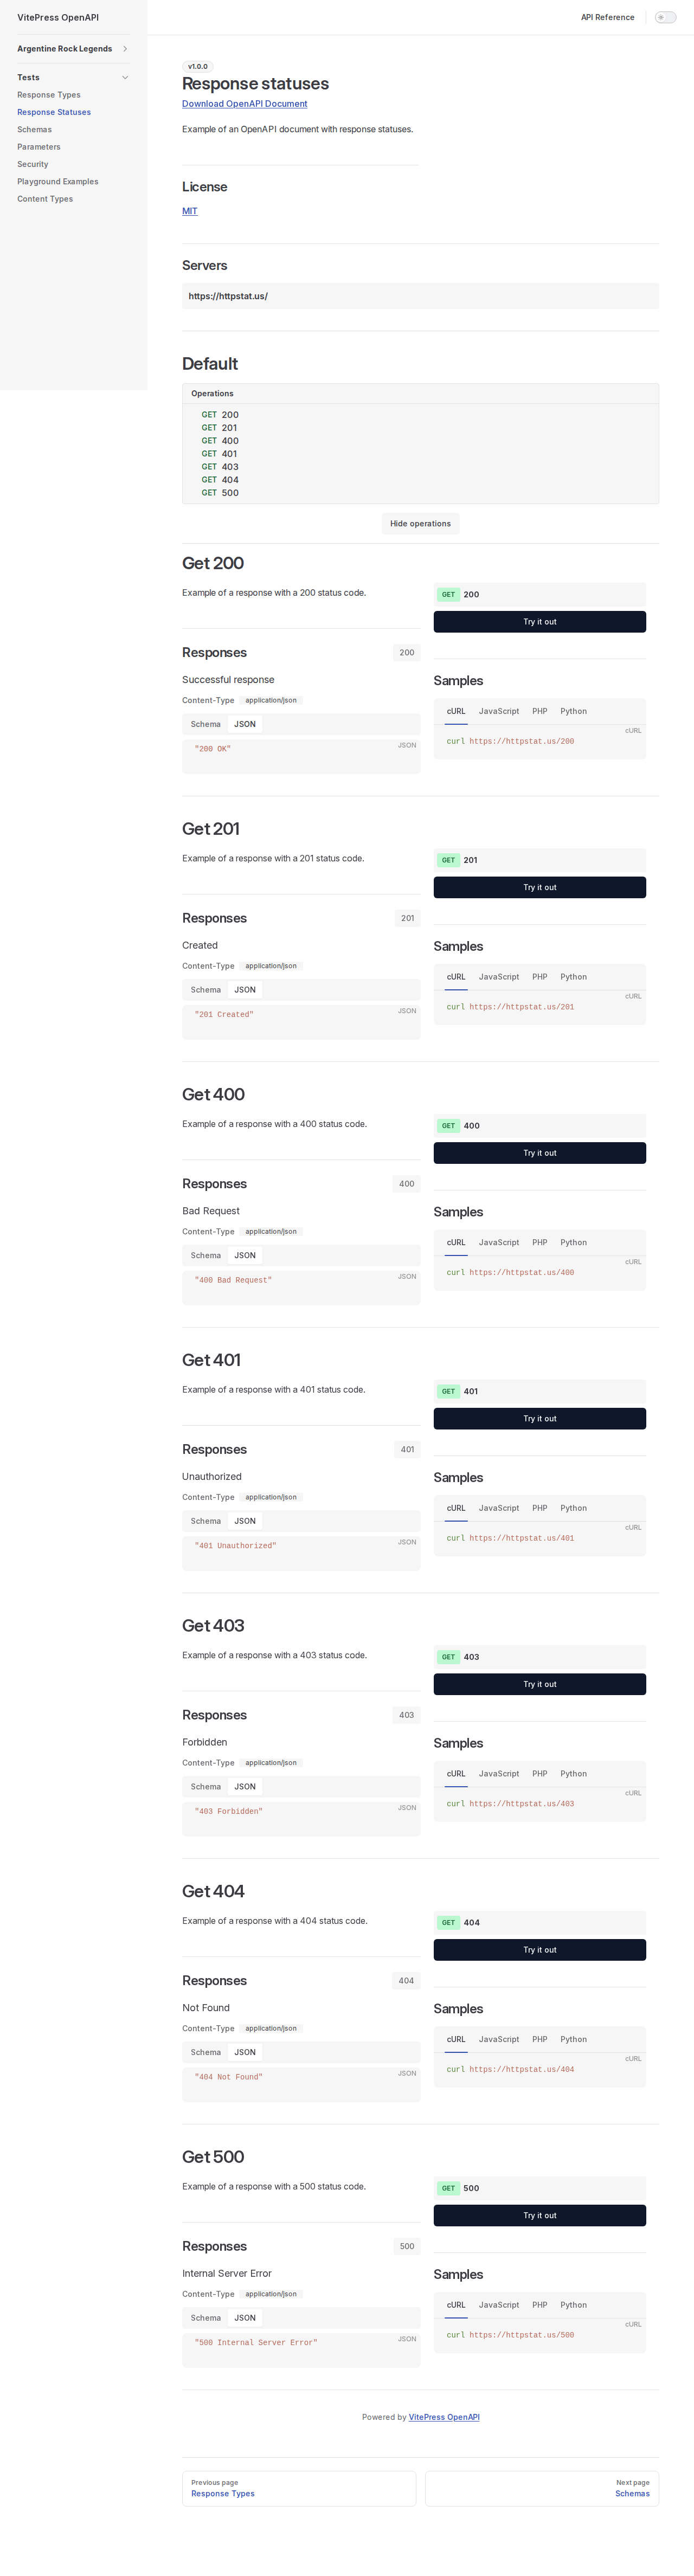 VitePress OpenAPI
API Reference
Argentine Rock Legends
Tests
Response Types
Response Statuses
Schemas
Parameters
Security
Playground Examples
Content Types
v1.0.0
Response statuses
Download OpenAPI Document
Example of an OpenAPI document with response statuses.
License
MIT
Servers
https://httpstat.us/
Default
Operations
GET 200
GET 201
GET 400
GET 401
GET 403
GET 404
GET 500
Hide operations
Get 200
Example of a response with a 200 status code.
GET 200
Try it out
Responses 200
Successful response
Content-Type application/json
Schema JSON
JSON
"200 OK"
Samples
cURL JavaScript PHP Python
cURL
curl https://httpstat.us/200
Get 201
Example of a response with a 201 status code.
GET 201
Try it out
Responses 201
Created
Content-Type application/json
Schema JSON
JSON
"201 Created"
Samples
cURL JavaScript PHP Python
cURL
curl https://httpstat.us/201
Get 400
Example of a response with a 400 status code.
GET 400
Try it out
Responses 400
Bad Request
Content-Type application/json
Schema JSON
JSON
"400 Bad Request"
Samples
cURL JavaScript PHP Python
cURL
curl https://httpstat.us/400
Get 401
Example of a response with a 401 status code.
GET 401
Try it out
Responses 401
Unauthorized
Content-Type application/json
Schema JSON
JSON
"401 Unauthorized"
Samples
cURL JavaScript PHP Python
cURL
curl https://httpstat.us/401
Get 403
Example of a response with a 403 status code.
GET 403
Try it out
Responses 403
Forbidden
Content-Type application/json
Schema JSON
JSON
"403 Forbidden"
Samples
cURL JavaScript PHP Python
cURL
curl https://httpstat.us/403
Get 404
Example of a response with a 404 status code.
GET 404
Try it out
Responses 404
Not Found
Content-Type application/json
Schema JSON
JSON
"404 Not Found"
Samples
cURL JavaScript PHP Python
cURL
curl https://httpstat.us/404
Get 500
Example of a response with a 500 status code.
GET 500
Try it out
Responses 500
Internal Server Error
Content-Type application/json
Schema JSON
JSON
"500 Internal Server Error"
Samples
cURL JavaScript PHP Python
cURL
curl https://httpstat.us/500
Powered by VitePress OpenAPI
Previous page
Response Types
Next page
Schemas